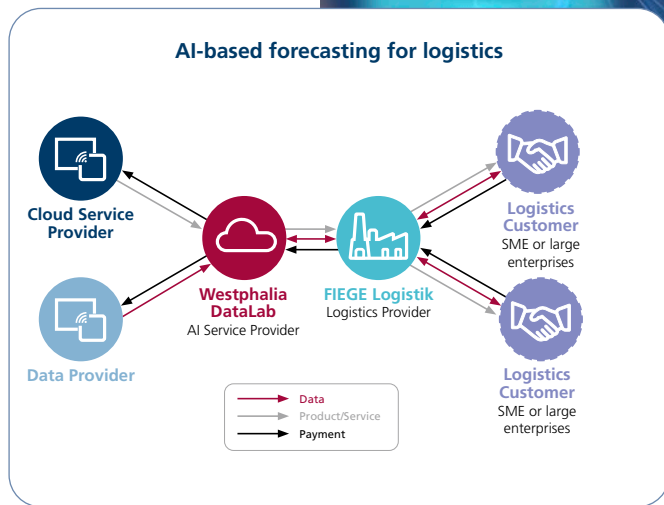 AI-based forecasting for logistics
Cloud Service
Provider
Data Provider
Westphalia
DataLab
AI Service Provider
FIEGE Logistik
Logistics Provider
Logistics
Customer
SME or large
enterprises
Logistics
Customer
SME or large
enterprises
Data
Product/Service
Payment